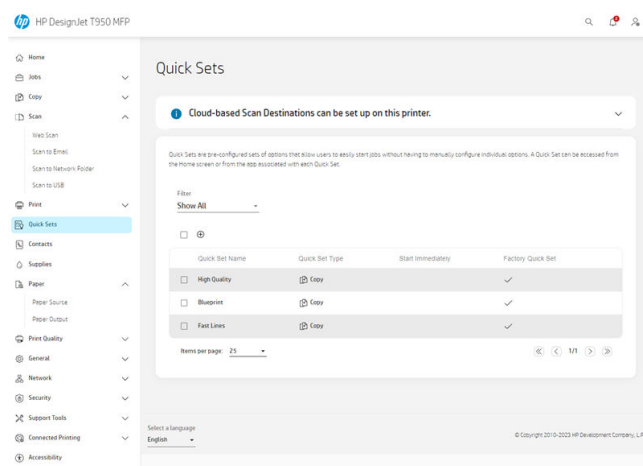 hp HP DesignJet T950 MFP
Home
Jobs
Copy
Scan
Web Scan
Scan to Email
Scan to Network Folder
Scan to USB
Print
Quick Sets
Contacts
Supplies
Paper
Paper Source
Paper Output
Print Quality
General
Network
Security
Support Tools
Connected Printing
Accessibility
Quick Sets
Cloud-based Scan Destinations can be set up on this printer.
Quick Sets are pre-configured sets of options that allow users to easily start jobs without having to manually configure individual options. A Quick Set can be accessed from
the Home screen or from the app associated with each Quick Set.
Filter
Show All
Quick Set Name Quick Set Type Start Immediately Factory Quick Set
High Quality Copy
Blueprint Copy
Fast Lines Copy
Items per page: 25 1/1
Select a language
English
© Copyright 2010-2023 HP Development Company, L.P.